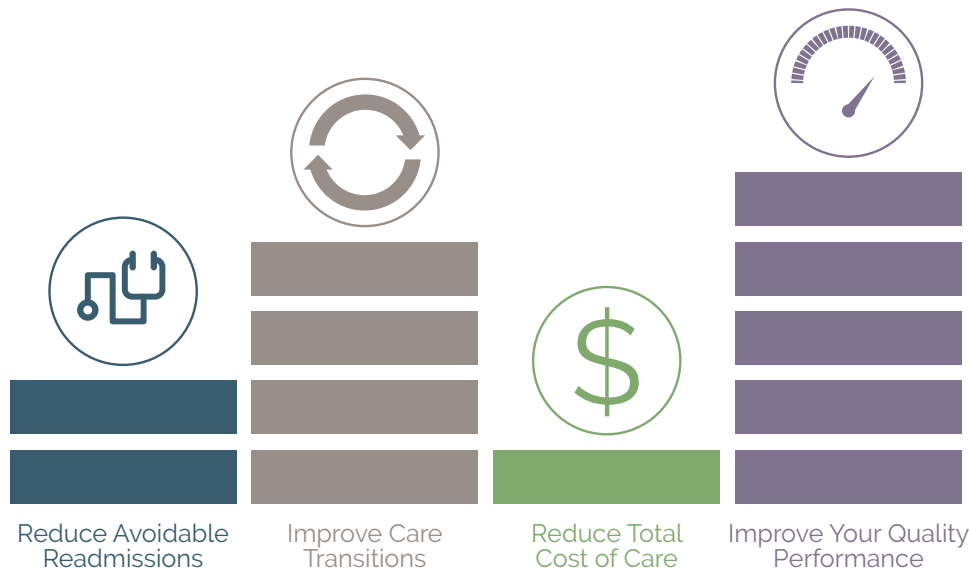 Reduce Avoidable
Readmissions
Improve Care
Transitions
$
Reduce Total
Cost of Care
Improve Your Quality
Performance